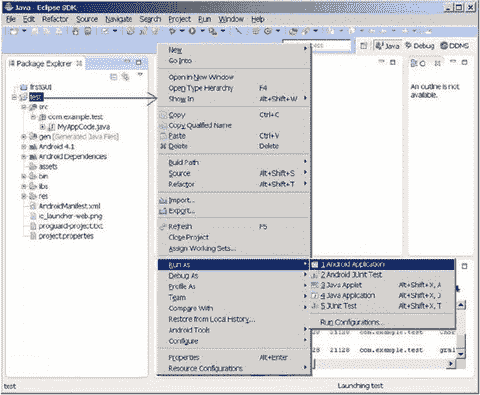 Java - Eclipse SDK
File Edit Refactor Source Navigate Search Project Run Window Help
Java Debug DDMS
Package Explorer
firstGUI
test
src
com.example.test
MyAppCode.java
gen [Generated Java Files]
Android 4.1
Android Dependencies
assets
bin
libs
res
AndroidManifest.xml
ic_launcher-web.png
proguard-project.txt
project.properties
New
Go Into
Open in New Window
Open Type Hierarchy F4
Show In Alt+Shift+W
Copy Ctrl+C
Copy Qualified Name
Paste Ctrl+V
Delete Delete
Build Path
Source Alt+Shift+S
Refactor Alt+Shift+T
Import...
Export...
Refresh F5
Close Project
Assign Working Sets...
Run As
Debug As
Profile As
Team
Compare With
Restore from Local History...
Android Tools
Configure
Properties Alt+Enter
Resource Configurations
1 Android Application
2 Android JUnit Test
3 Java Applet Alt+Shift+X, A
4 Java Application Alt+Shift+X, J
5 JUnit Test Alt+Shift+X, T
Run Configurations...
O
An outline is
not available.
21128 com.example.test
test
Launching test